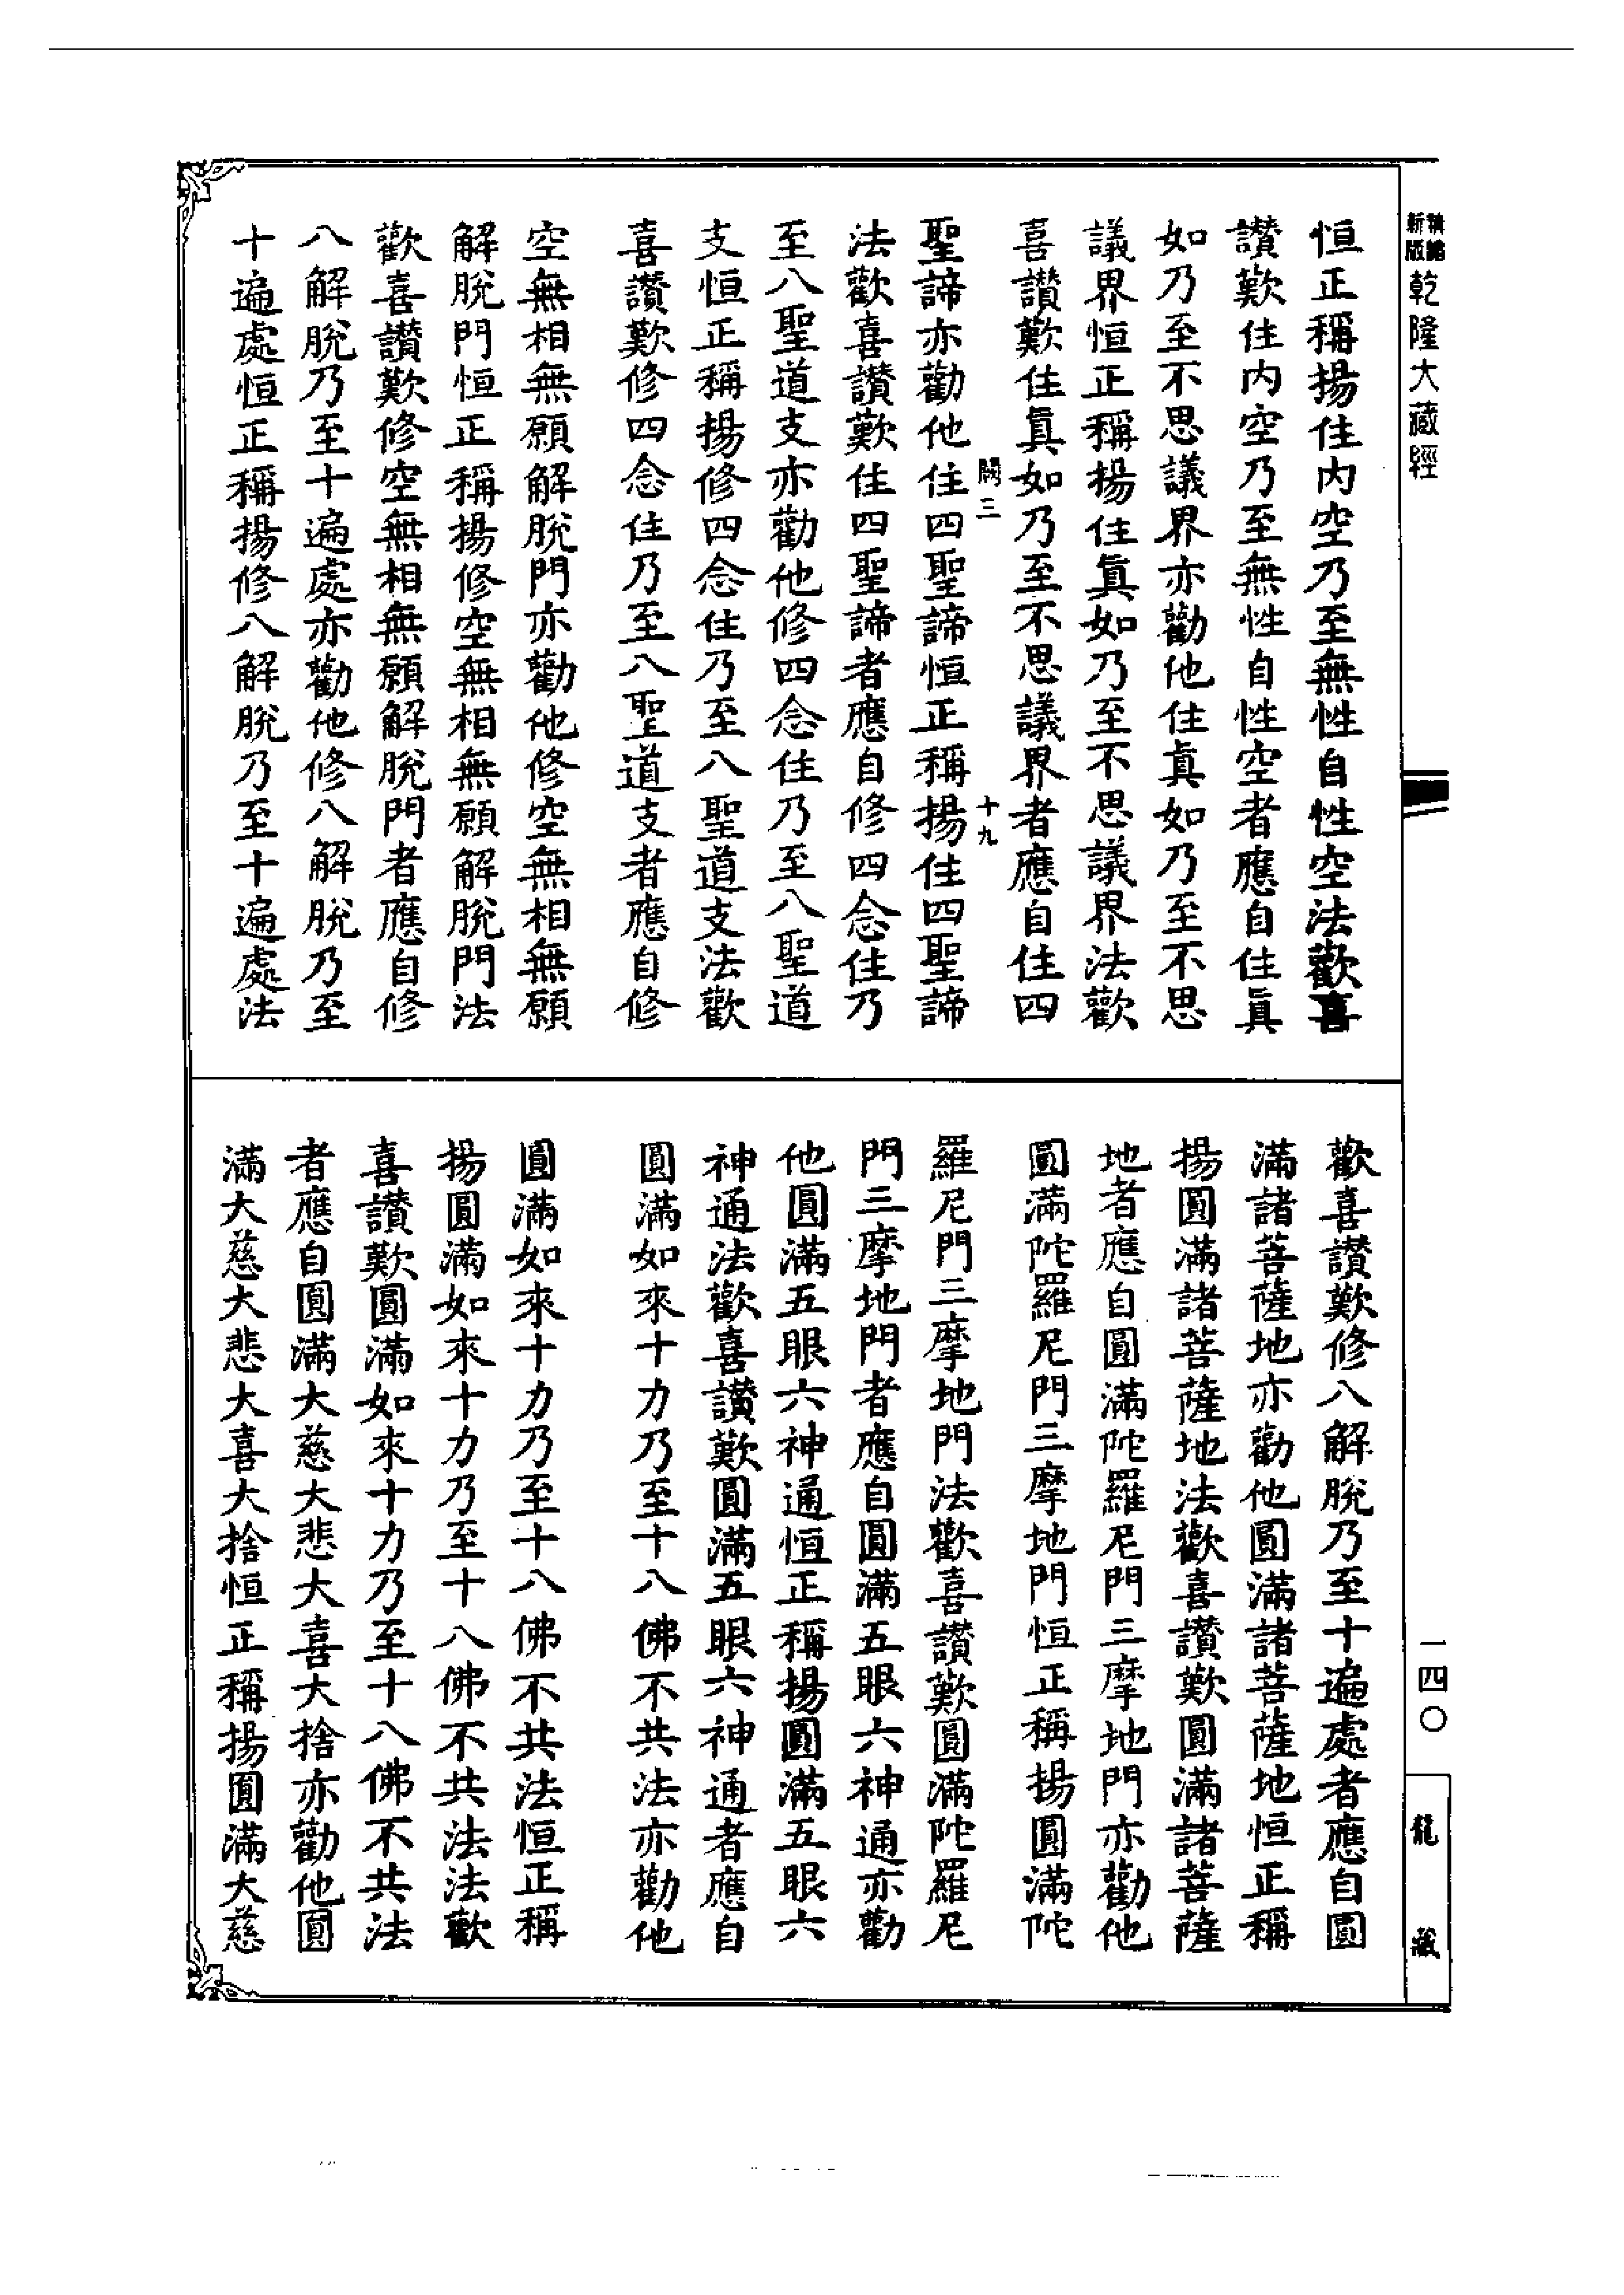 精縮新版乾隆大藏經
恒正稱揚住內空乃至無性自性空法歡喜
讚歎住內空乃至無性自性空者應自住眞
如乃至不思議界亦勸他住真如乃至不思
議界恒正稱揚住眞如乃至不思議界法歡
喜讚歎住眞如乃至不思議界者應自住四
闕三 十九
聖諦亦勸他住四聖諦恒正稱揚住四聖諦
法歡喜讚歎住四聖諦者應自修四念住乃
至八聖道支亦勸他修四念住乃至八聖道
支恒正稱揚修四念住乃至八聖道支法歡
喜讚歎修四念住乃至八聖道支者應自修
空無相無願解脫門亦勸他修空無相無願
解脫門恒正稱揚修空無相無願解脫門法
歡喜讚歎修空無相無願解脫門者應自修
八解脫乃至十遍處亦勸他修八解脫乃至
十遍處恒正稱揚修八解脫乃至十遍處法
歡喜讚歎修八解脫乃至十遍處者應自圓
滿諸菩薩地亦勸他圓滿諸菩薩地恒正稱
揚圓滿諸菩薩地法歡喜讚歎圓滿諸菩薩
地者應自圓滿陀羅尼門三摩地門亦勸他
圓滿陀羅尼門三摩地門恒正稱揚圓滿陀
羅尼門三摩地門法歡喜讚歎圓滿陀羅尼
門三摩地門者應自圓滿五眼六神通亦勸
他圓滿五眼六神通恒正稱揚圓滿五眼六
神通法歡喜讚歎圓滿五眼六神通者應自
圓滿如來十力乃至十八佛不共法亦勸他
圓滿如來十力乃至十八佛不共法恒正稱
揚圓滿如來十力乃至十八佛不共法法歡
喜讚歎圓滿如來十力乃至十八佛不共法
者應自圓滿大慈大悲大喜大捨亦勸他圓
滿大慈大悲大喜大捨恒正稱揚圓滿大慈
一四〇
龍藏